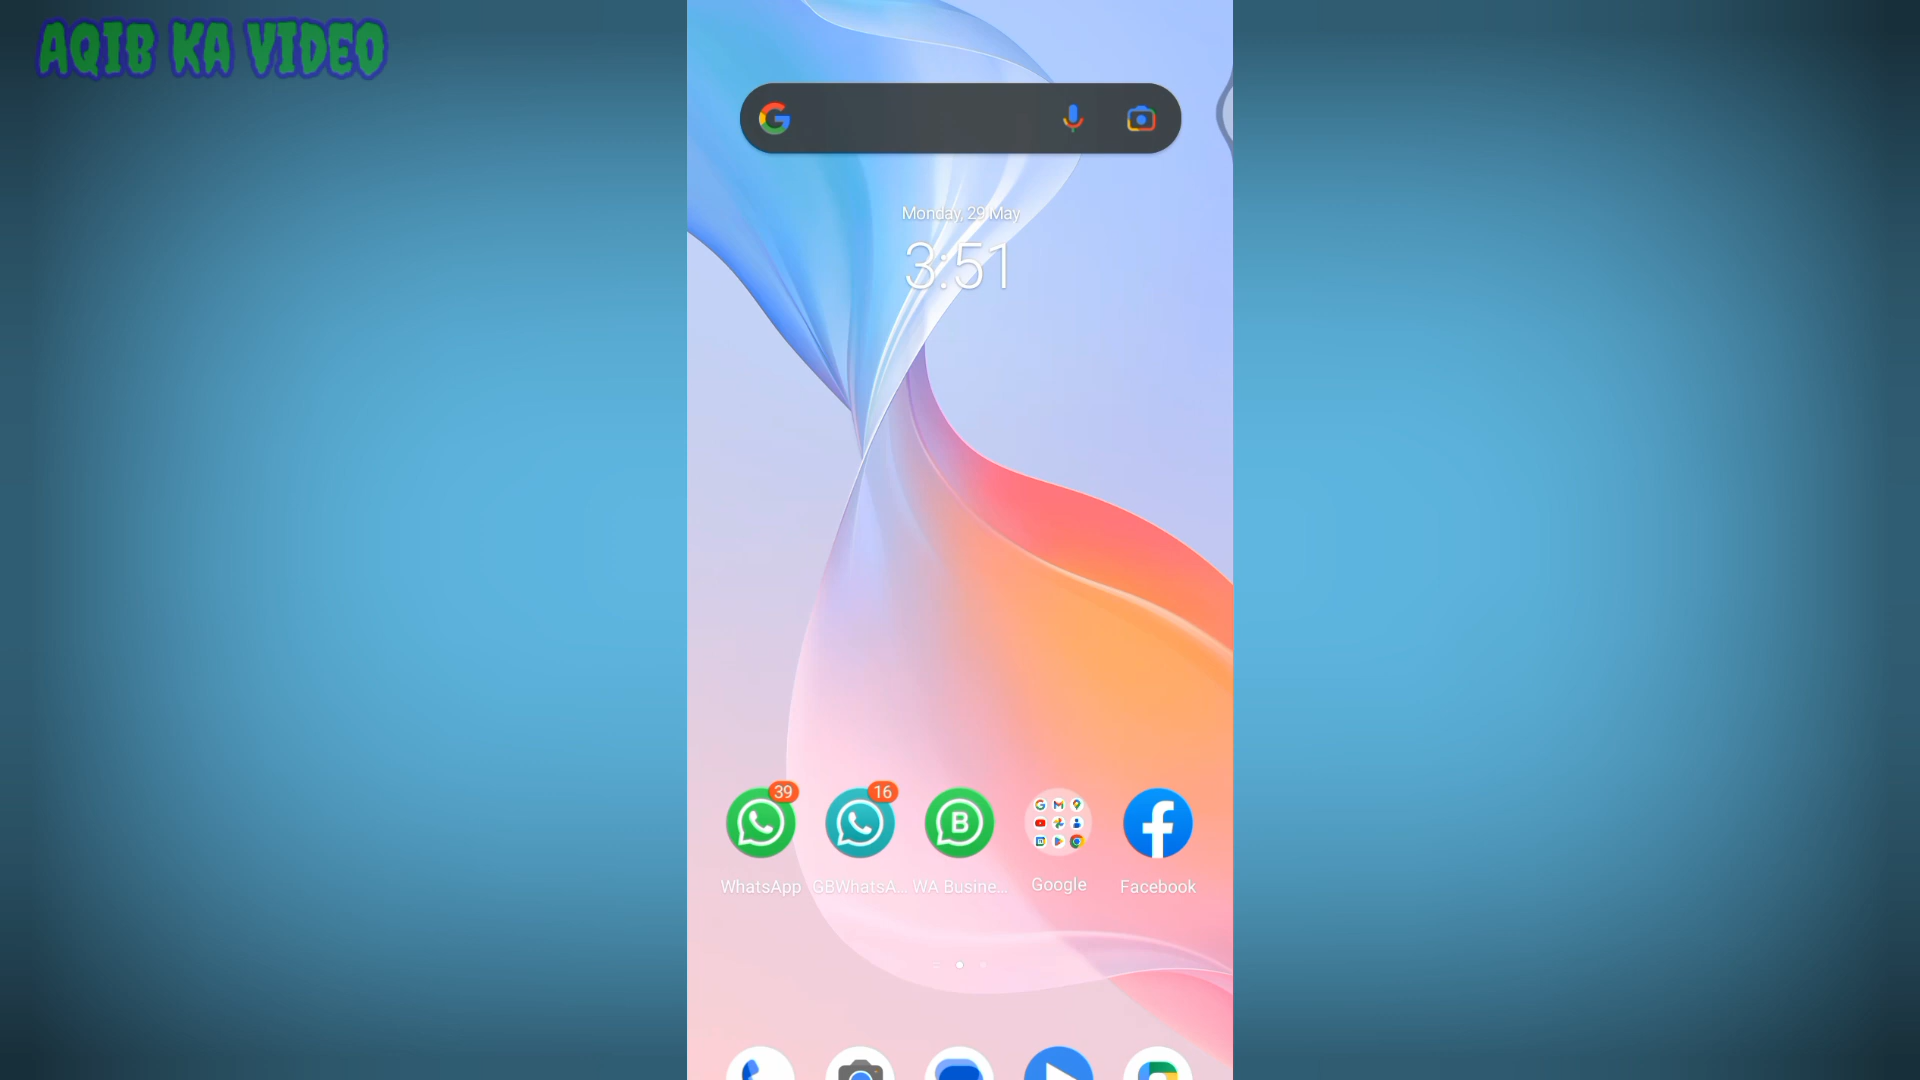 AQIB KA VIDEO
Monday, 29 May
3:51
39
16
WhatsApp
GBWhatsA...
WA Busine...
Google
Facebook